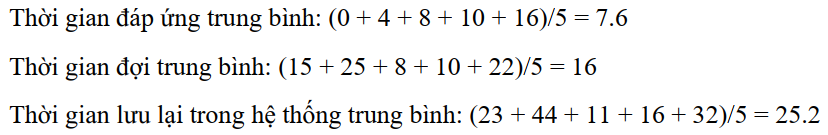 Thời gian đáp ứng trung bình: (0 + 4 + 8 + 10 + 16)/5 = 7.6
Thời gian đợi trung bình: (15 + 25 + 8 + 10 + 22)/5 = 16
Thời gian lưu lại trong hệ thống trung bình: (23 + 44 + 11 + 16 + 32)/5 = 25.2